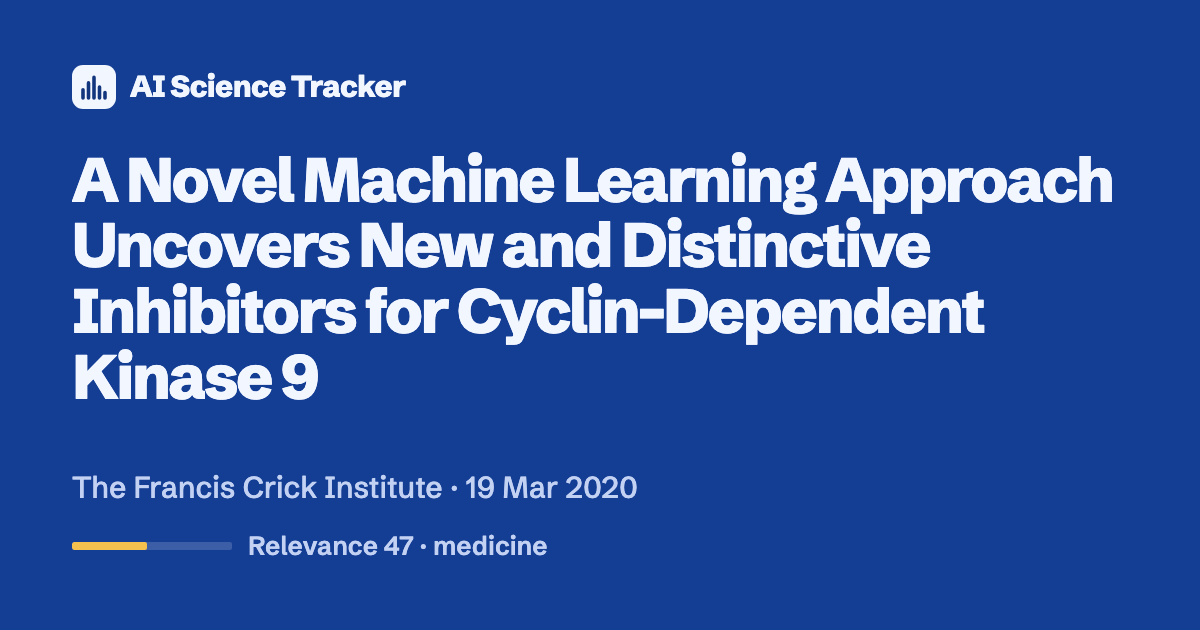 AI Science Tracker
A Novel Machine Learning Approach
Uncovers New and Distinctive
Inhibitors for Cyclin-Dependent
Kinase 9
The Francis Crick Institute · 19 Mar 2020
Relevance 47 · medicine